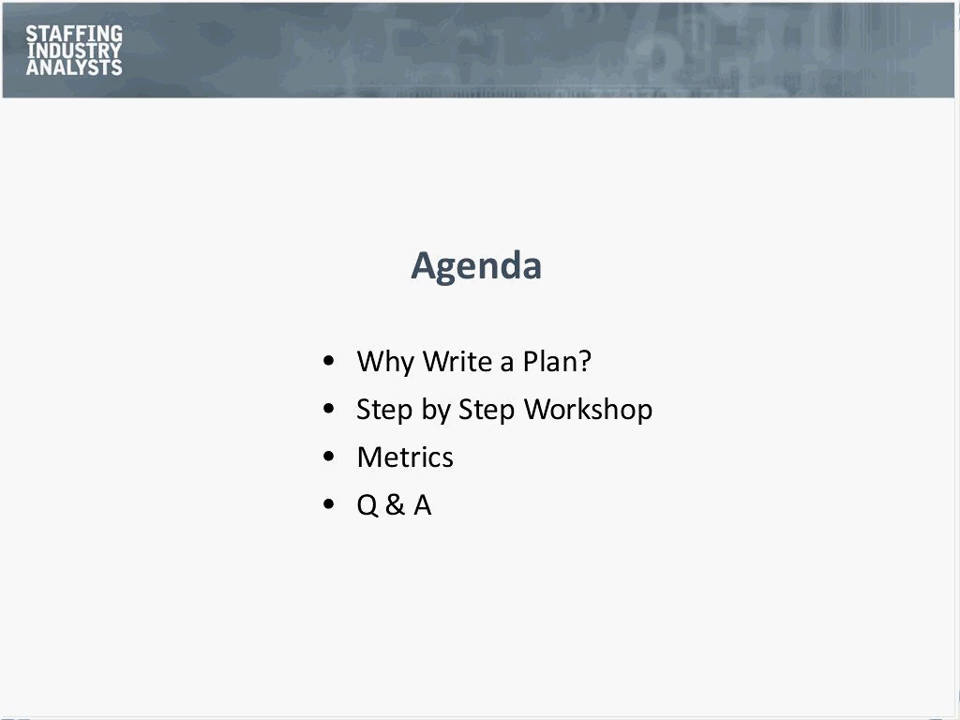 STAFFING
INDUSTRY
ANALYSTS
Agenda
• Why Write a Plan?
• Step by Step Workshop
• Metrics
• Q & A